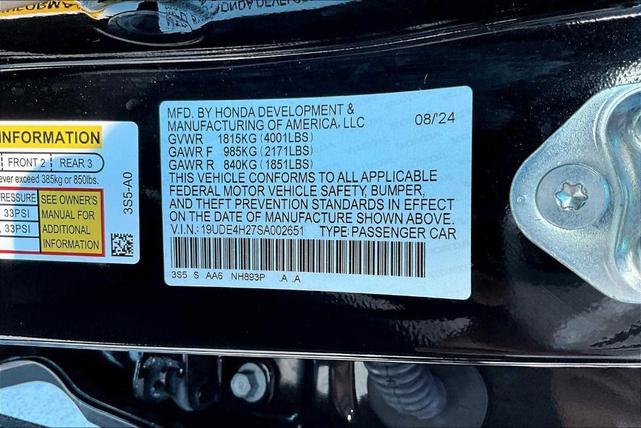 INFORMATION
FRONT 2 REAR 3
ever exceed 385kg or 850lbs.
RESSURE SEE OWNER'S
33PSI MANUAL FOR
ADDITIONAL
33PSI INFORMATION
3S5-A0
MFD. BY HONDA DEVELOPMENT & 08/24
MANUFACTURING OF AMERICA, LLC
GVWR 1815KG (4001LBS)
GAWR F 985KG (2171LBS)
GAWR R 840KG (1851LBS)
THIS VEHICLE CONFORMS TO ALL APPLICABLE
FEDERAL MOTOR VEHICLE SAFETY, BUMPER,
AND THEFT PREVENTION STANDARDS IN EFFECT
ON THE DATE OF MANUFACTURE SHOWN ABOVE.
V.I.N.: 19UDE4H27SA002651 TYPE: PASSENGER CAR
3S5 S AA6 NH893P .A .A